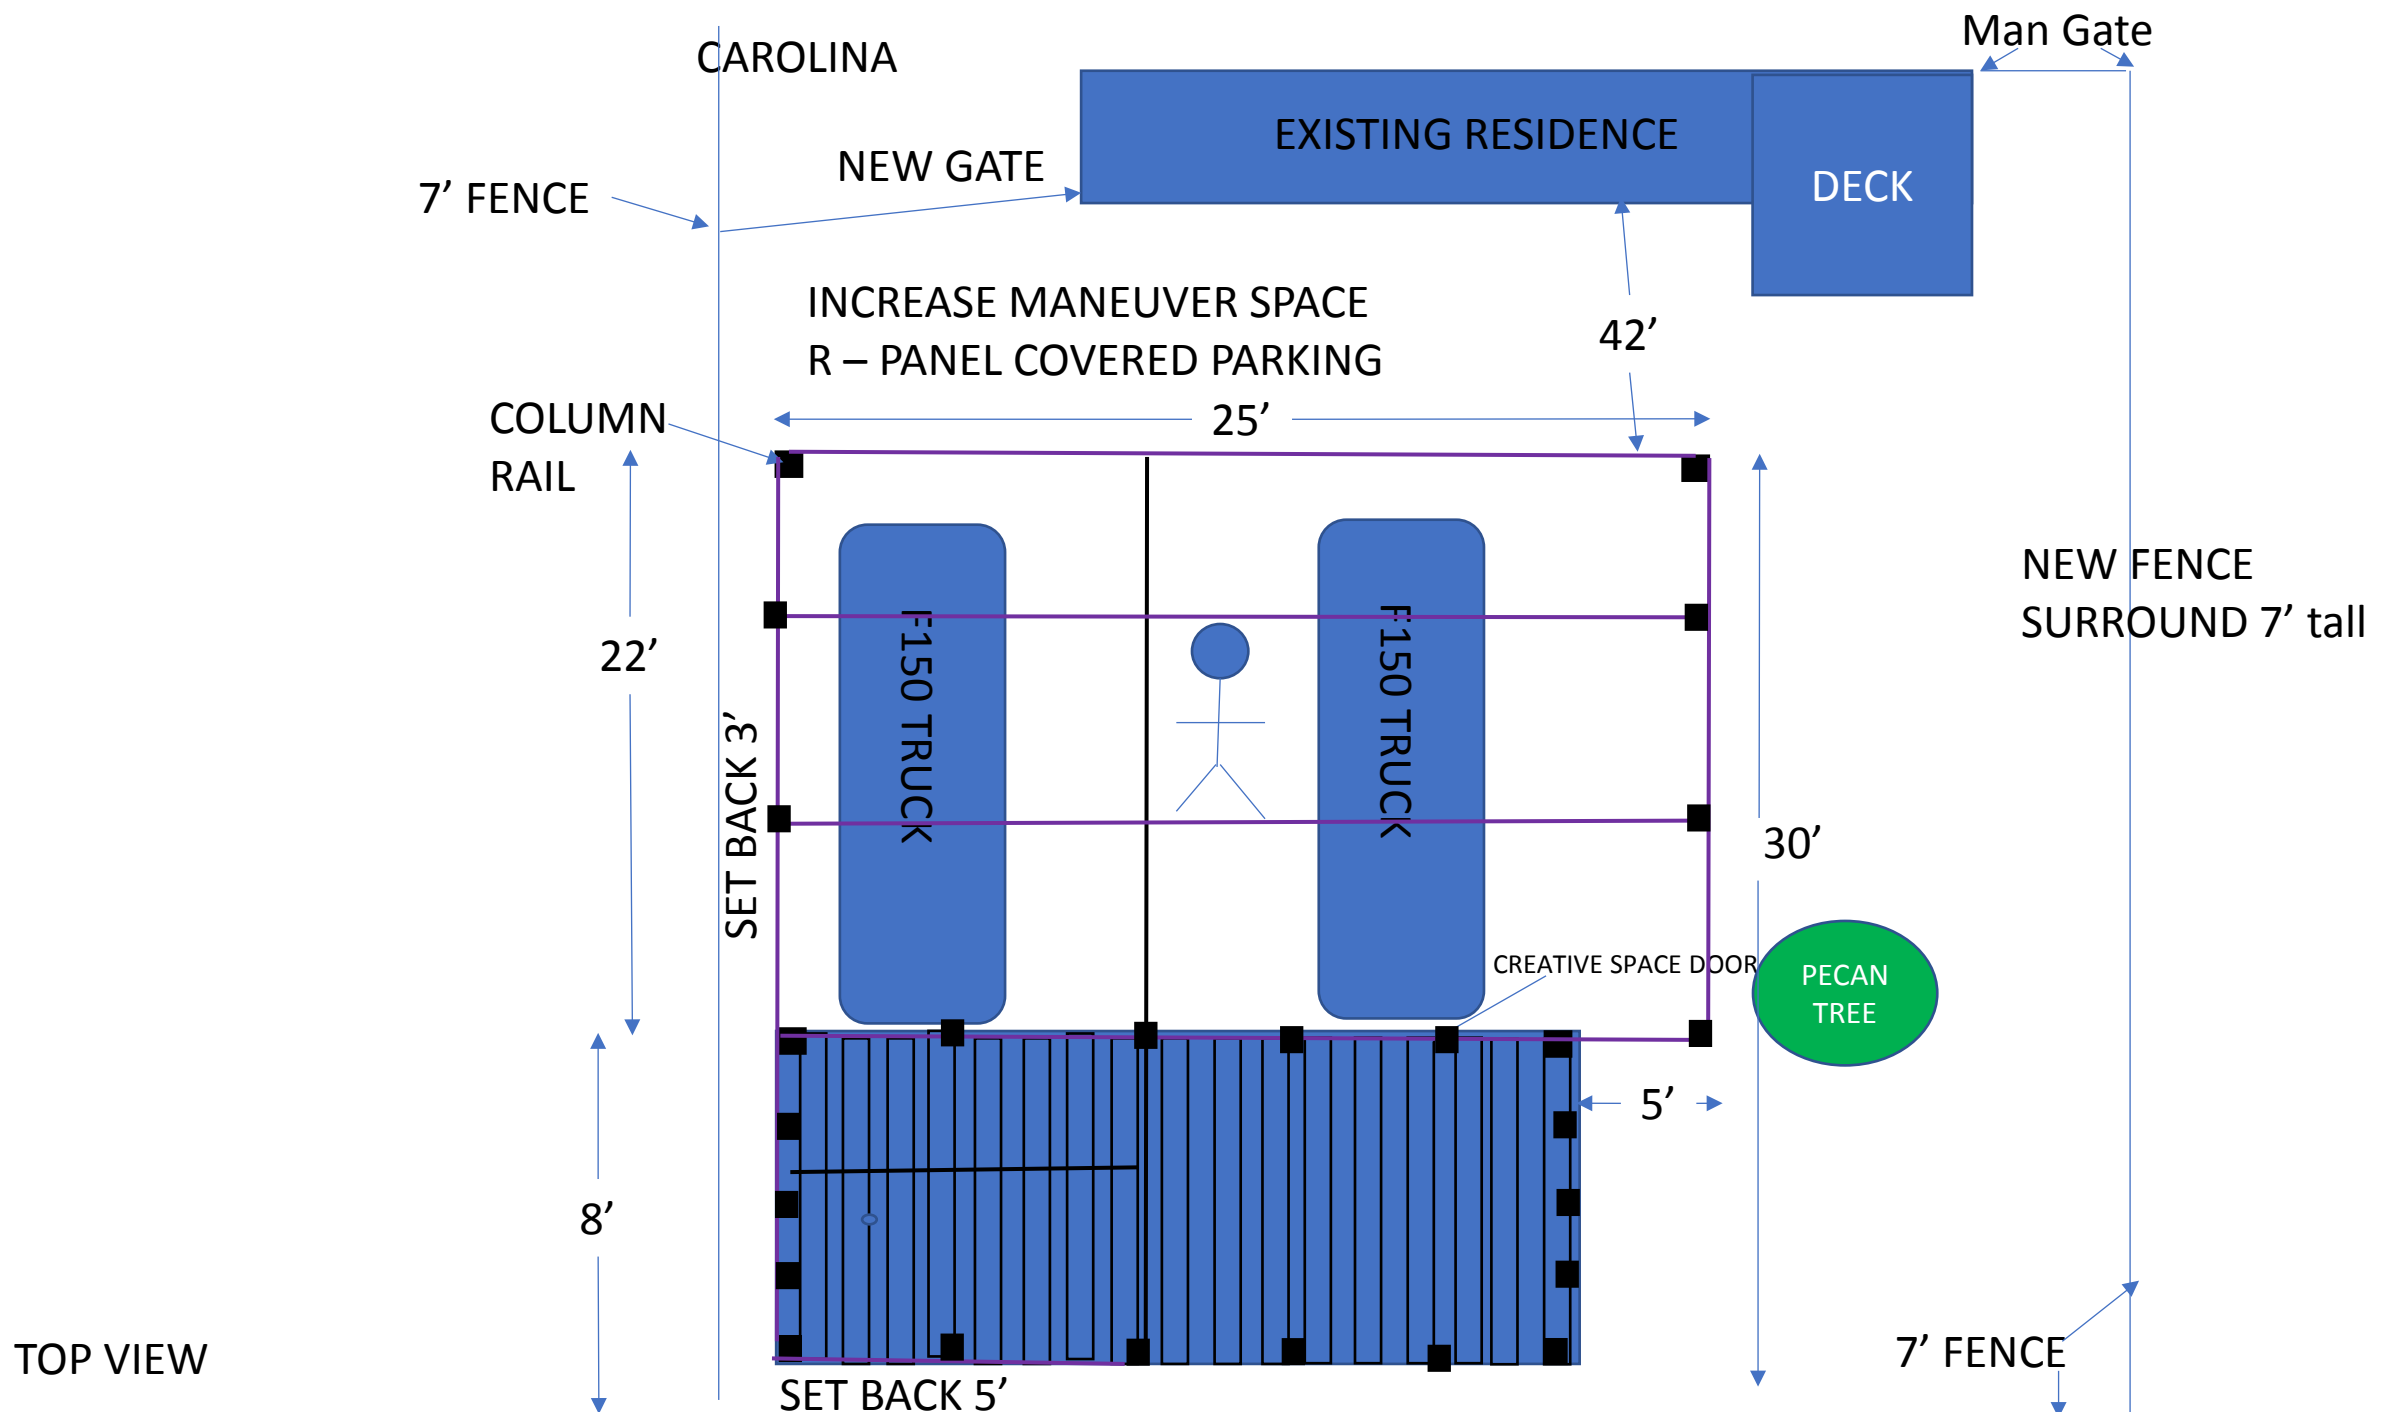 Man Gate
CAROLINA
EXISTING RESIDENCE
NEW GATE
DECK
7’ FENCE
INCREASE MANEUVER SPACE
R – PANEL COVERED PARKING
42’
25’
COLUMN
RAIL
NEW FENCE
SURROUND 7’ tall
22’
F150 TRUCK
F150 TRUCK
SET BACK 3’
30’
CREATIVE SPACE DOOR
PECAN
TREE
5’
8’
7’ FENCE
TOP VIEW
SET BACK 5’